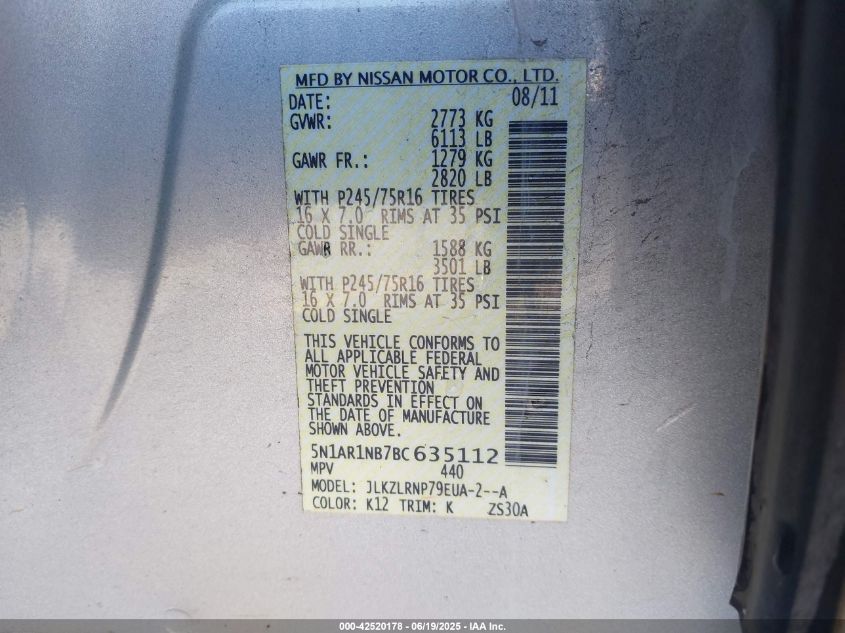 MFD BY NISSAN MOTOR CO., LTD.
DATE: 08/11
GVWR: 2773 KG
6113 LB
GAWR FR.: 1279 KG
2820 LB
WITH P245/75R16 TIRES
16 X 7.0 RIMS AT 35 PSI
COLD SINGLE
GAWR RR.: 1588 KG
3501 LB
WITH P245/75R16 TIRES
16 X 7.0 RIMS AT 35 PSI
COLD SINGLE
THIS VEHICLE CONFORMS TO
ALL APPLICABLE FEDERAL
MOTOR VEHICLE SAFETY AND
THEFT PREVENTION
STANDARDS IN EFFECT ON
THE DATE OF MANUFACTURE
SHOWN ABOVE.
5N1AR1NB7BC 635112
MPV 440
MODEL: JLKZLRNP79EUA-2--A
COLOR: K12 TRIM: K ZS30A
000-42520178 - 06/19/2025 - IAA Inc.